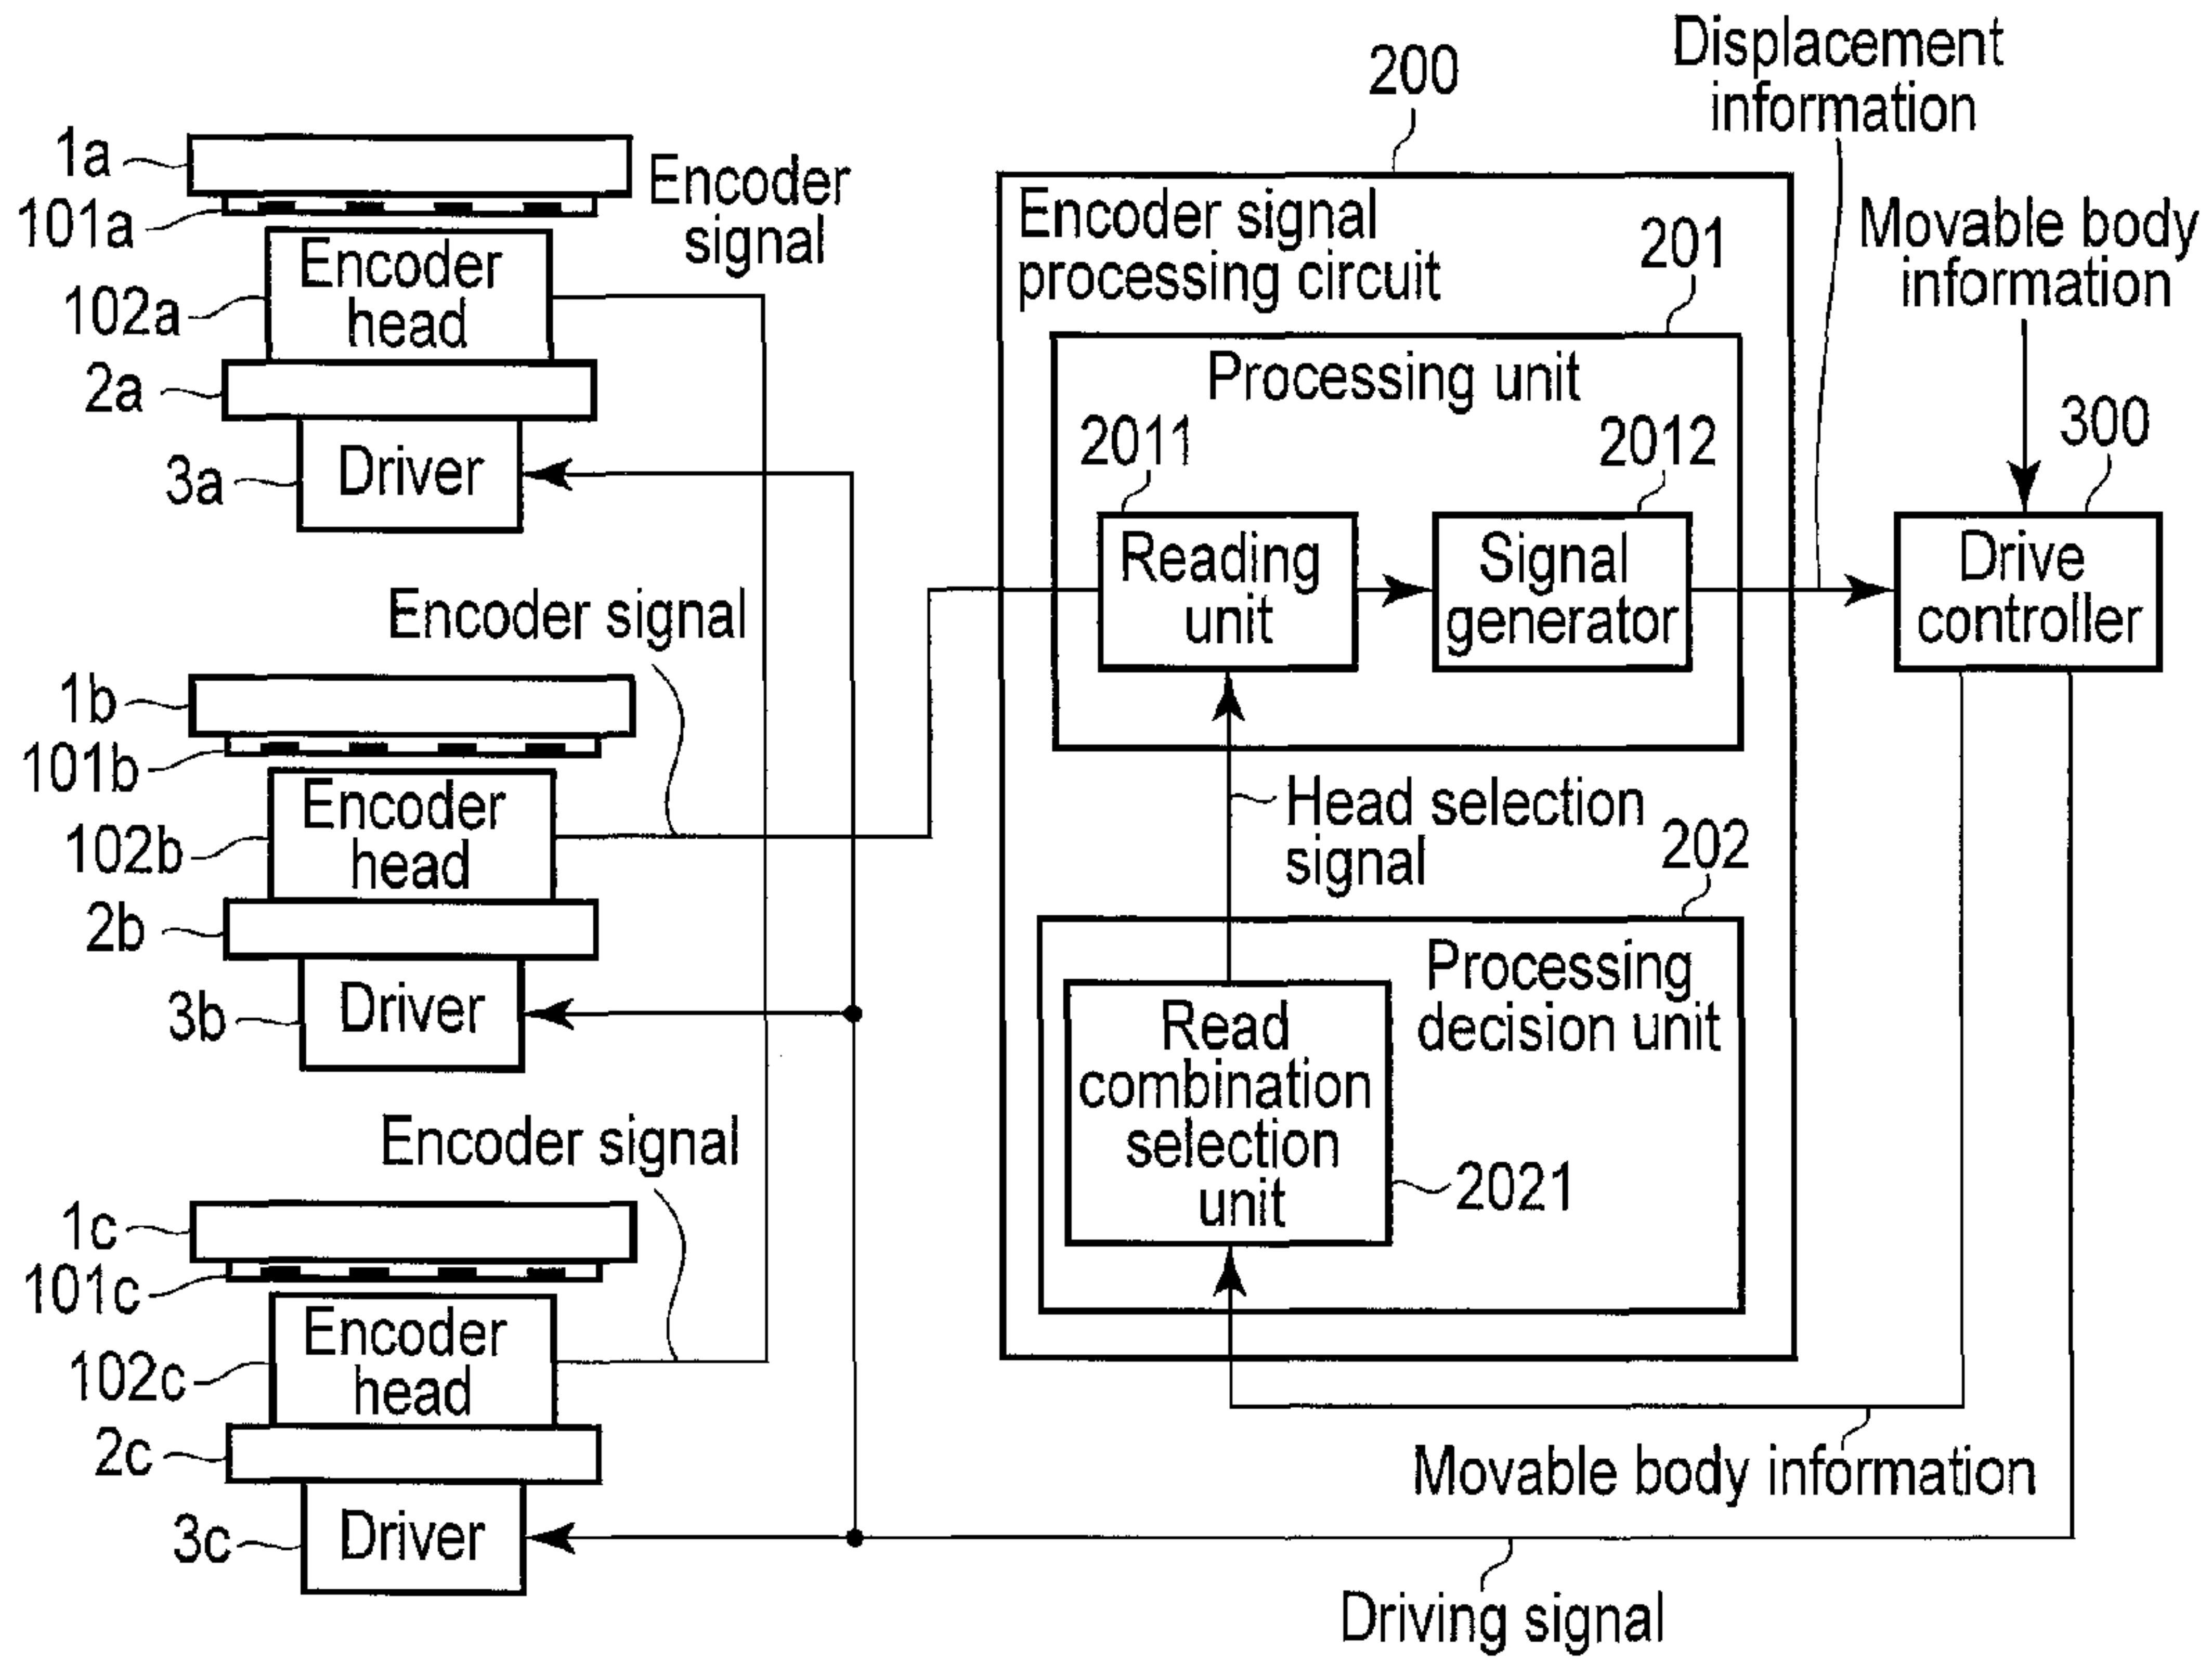 1a
101a
Encoder
head
102a
2a
Driver
3a
Encoder
signal
Encoder signal
1b
101b
Encoder
head
102b
2b
Driver
3b
Encoder signal
1c
101c
Encoder
head
102c
2c
Driver
3c
200
Encoder signal
processing circuit
201
Processing unit
2011
Reading
unit
2012
Signal
generator
Head selection
signal
202
Processing
decision unit
Read
combination
selection
unit
2021
Displacement
information
Movable body
information
300
Drive
controller
Movable body information
Driving signal